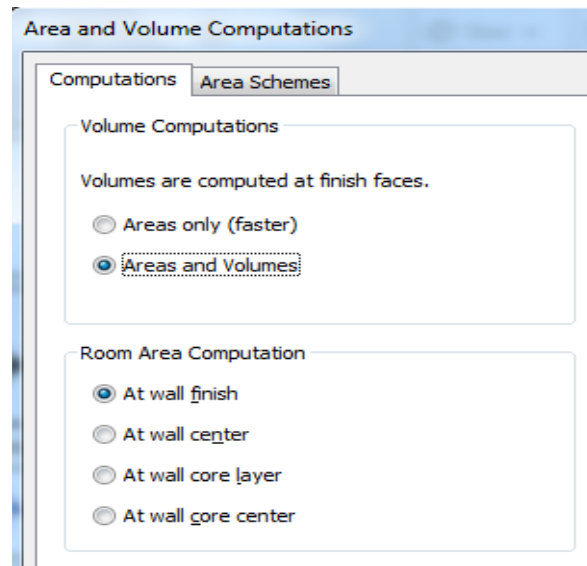 Area and Volume Computations
Computations
Area Schemes
Volume Computations
Volumes are computed at finish faces.
Areas only (faster)
Areas and Volumes
Room Area Computation
At wall finish
At wall center
At wall core layer
At wall core center